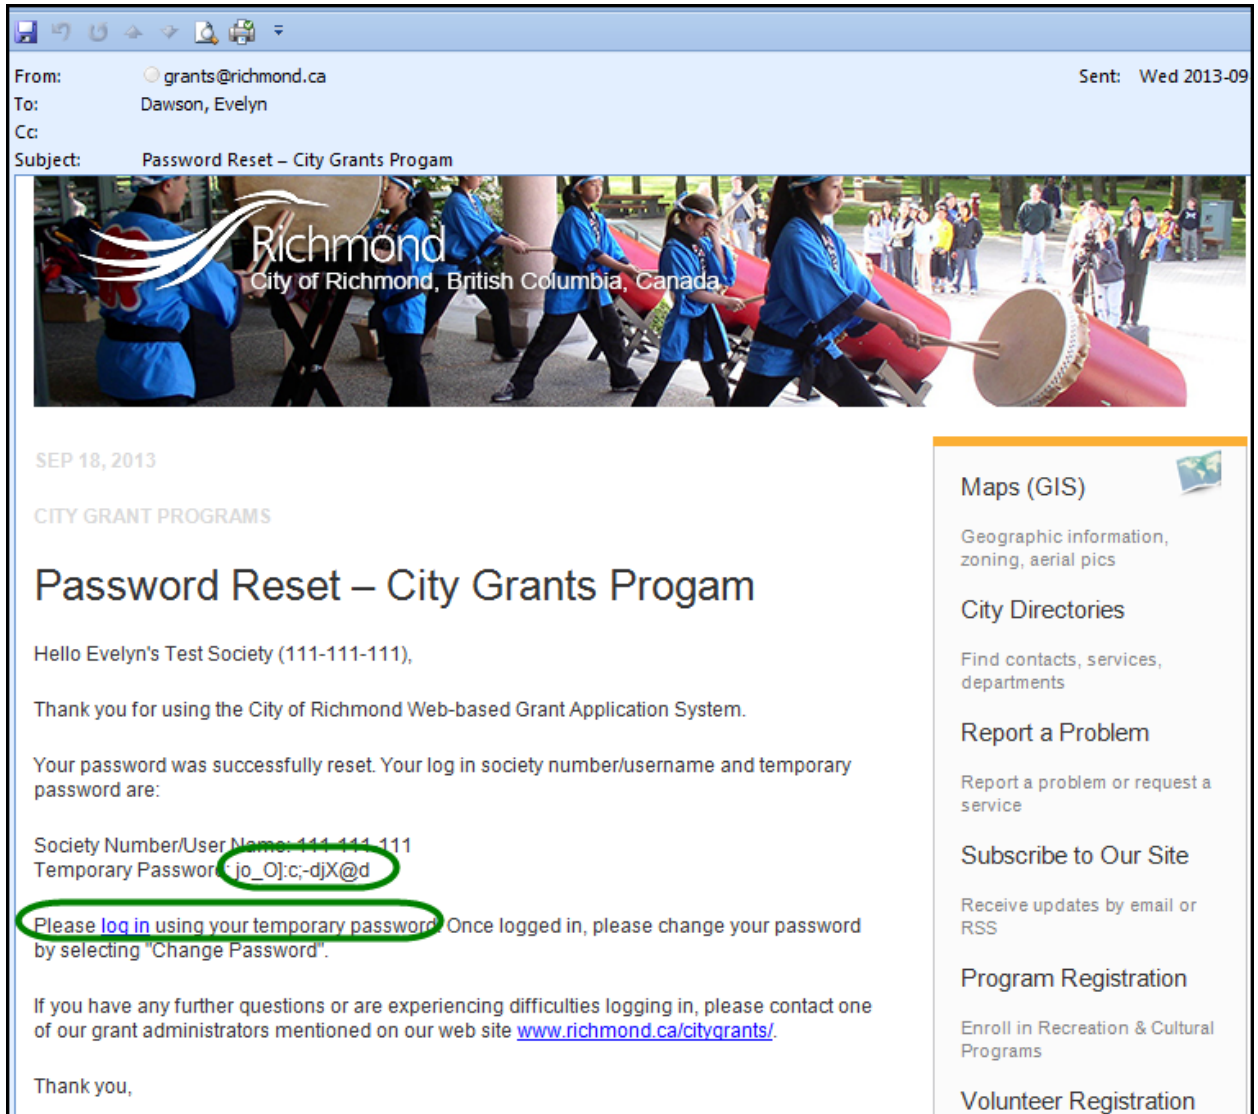 From: grants@richmond.ca Sent: Wed 2013-09
To: Dawson, Evelyn
Cc:
Subject: Password Reset – City Grants Progam
Richmond
City of Richmond, British Columbia, Canada
SEP 18, 2013
CITY GRANT PROGRAMS
Password Reset – City Grants Progam
Hello Evelyn's Test Society (111-111-111),
Thank you for using the City of Richmond Web-based Grant Application System.
Your password was successfully reset. Your log in society number/username and temporary
password are:
Society Number/User Name: 111-111-111
Temporary Password: jo_O]:c;-djX@d
Please log in using your temporary password. Once logged in, please change your password
by selecting "Change Password".
If you have any further questions or are experiencing difficulties logging in, please contact one
of our grant administrators mentioned on our web site www.richmond.ca/citygrants/.
Thank you,
Maps (GIS)
Geographic information,
zoning, aerial pics
City Directories
Find contacts, services,
departments
Report a Problem
Report a problem or request a
service
Subscribe to Our Site
Receive updates by email or
RSS
Program Registration
Enroll in Recreation & Cultural
Programs
Volunteer Registration